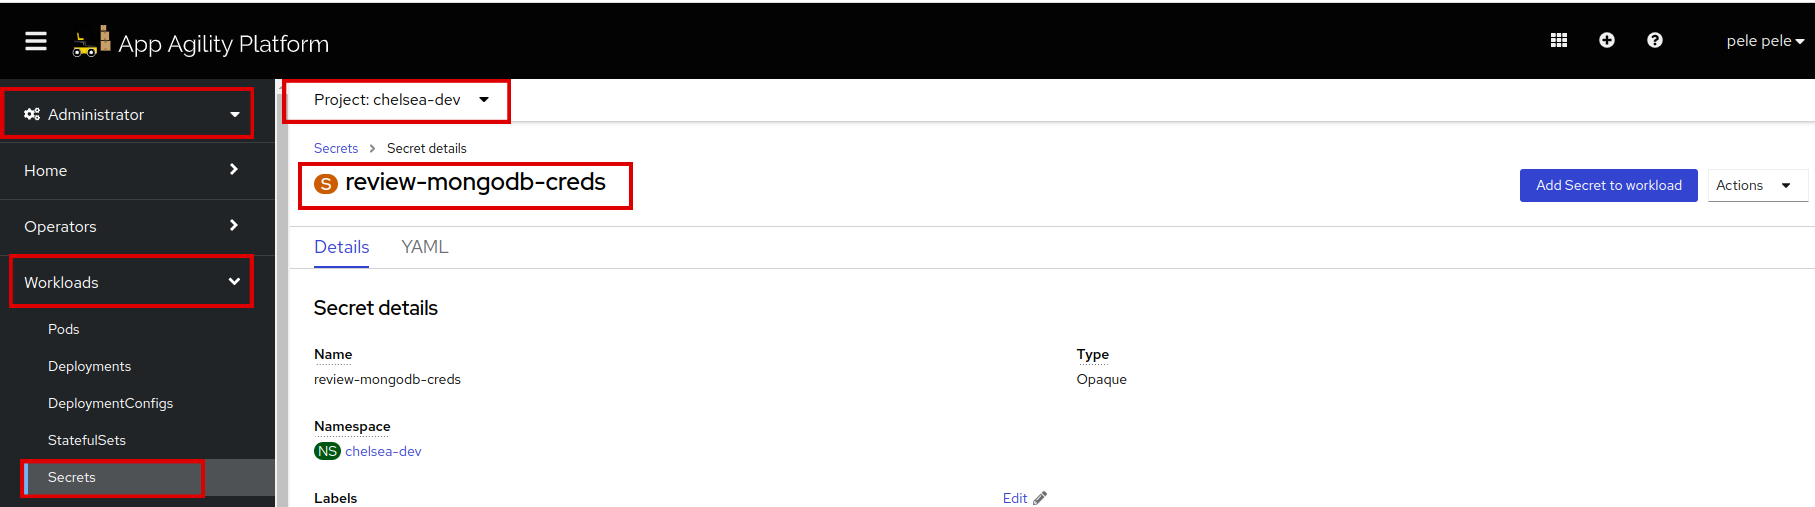 App Agility Platform
pele pele
Administrator
Home
Operators
Workloads
Pods
Deployments
DeploymentConfigs
StatefulSets
Secrets
Project: chelsea-dev
Secrets > Secret details
S review-mongodb-creds
Add Secret to workload
Actions
Details YAML
Secret details
Name
review-mongodb-creds
Type
Opaque
Namespace
NS chelsea-dev
Labels
Edit